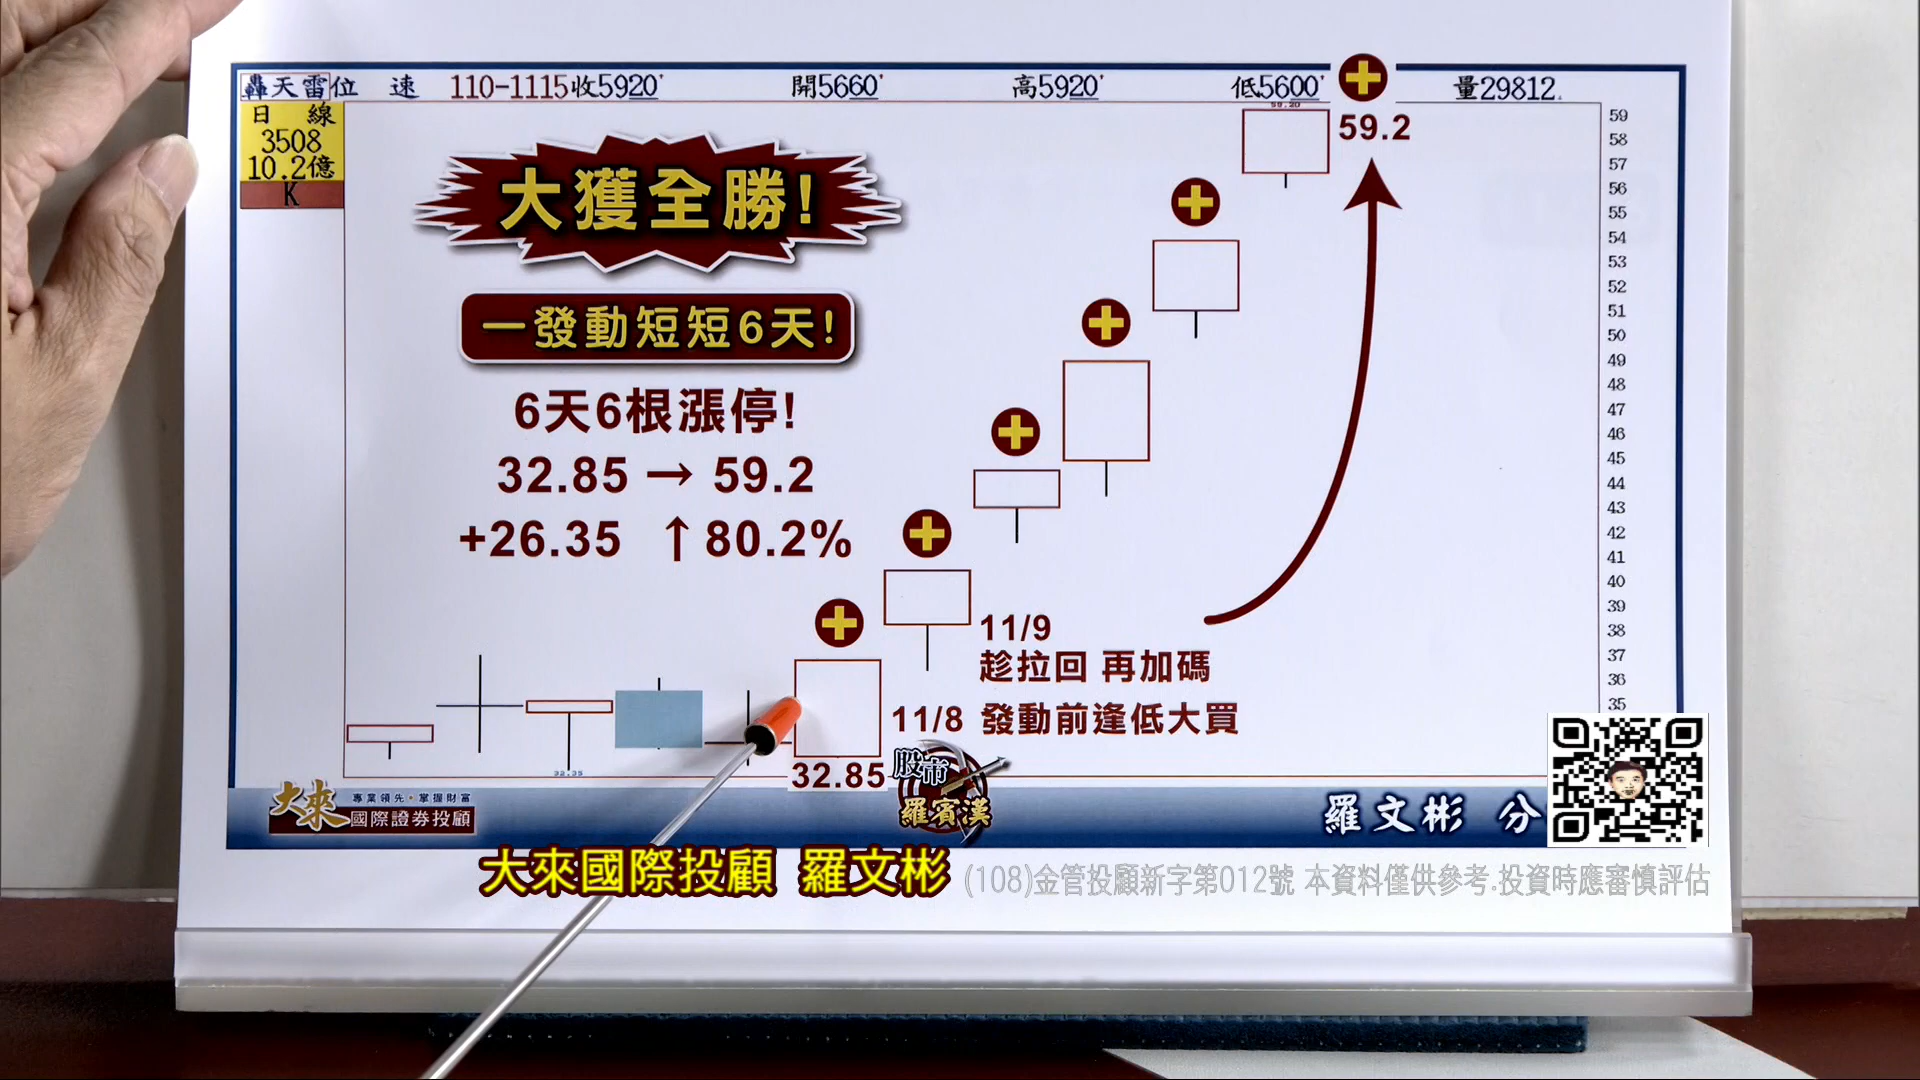 轟天雷位 速 110-1115收5920 開5660 高5920 低5600 量29812
日 線
3508
10.2億
K
59.20
59.2
大獲全勝!
一發動短短6天!
6天6根漲停!
32.85→59.2
+26.35 ↑80.2%
11/9
趁拉回 再加碼
11/8 發動前逢低大買
32.85
32.35
59
58
57
56
55
54
53
52
51
50
49
48
47
46
45
44
43
42
41
40
39
38
37
36
35
大來
專業領先·掌握財富
國際證券投顧
股市
羅賓漢
羅文彬 分
大來國際投顧 羅文彬 (108)金管投顧新字第012號 本資料僅供參考.投資時應審慎評估